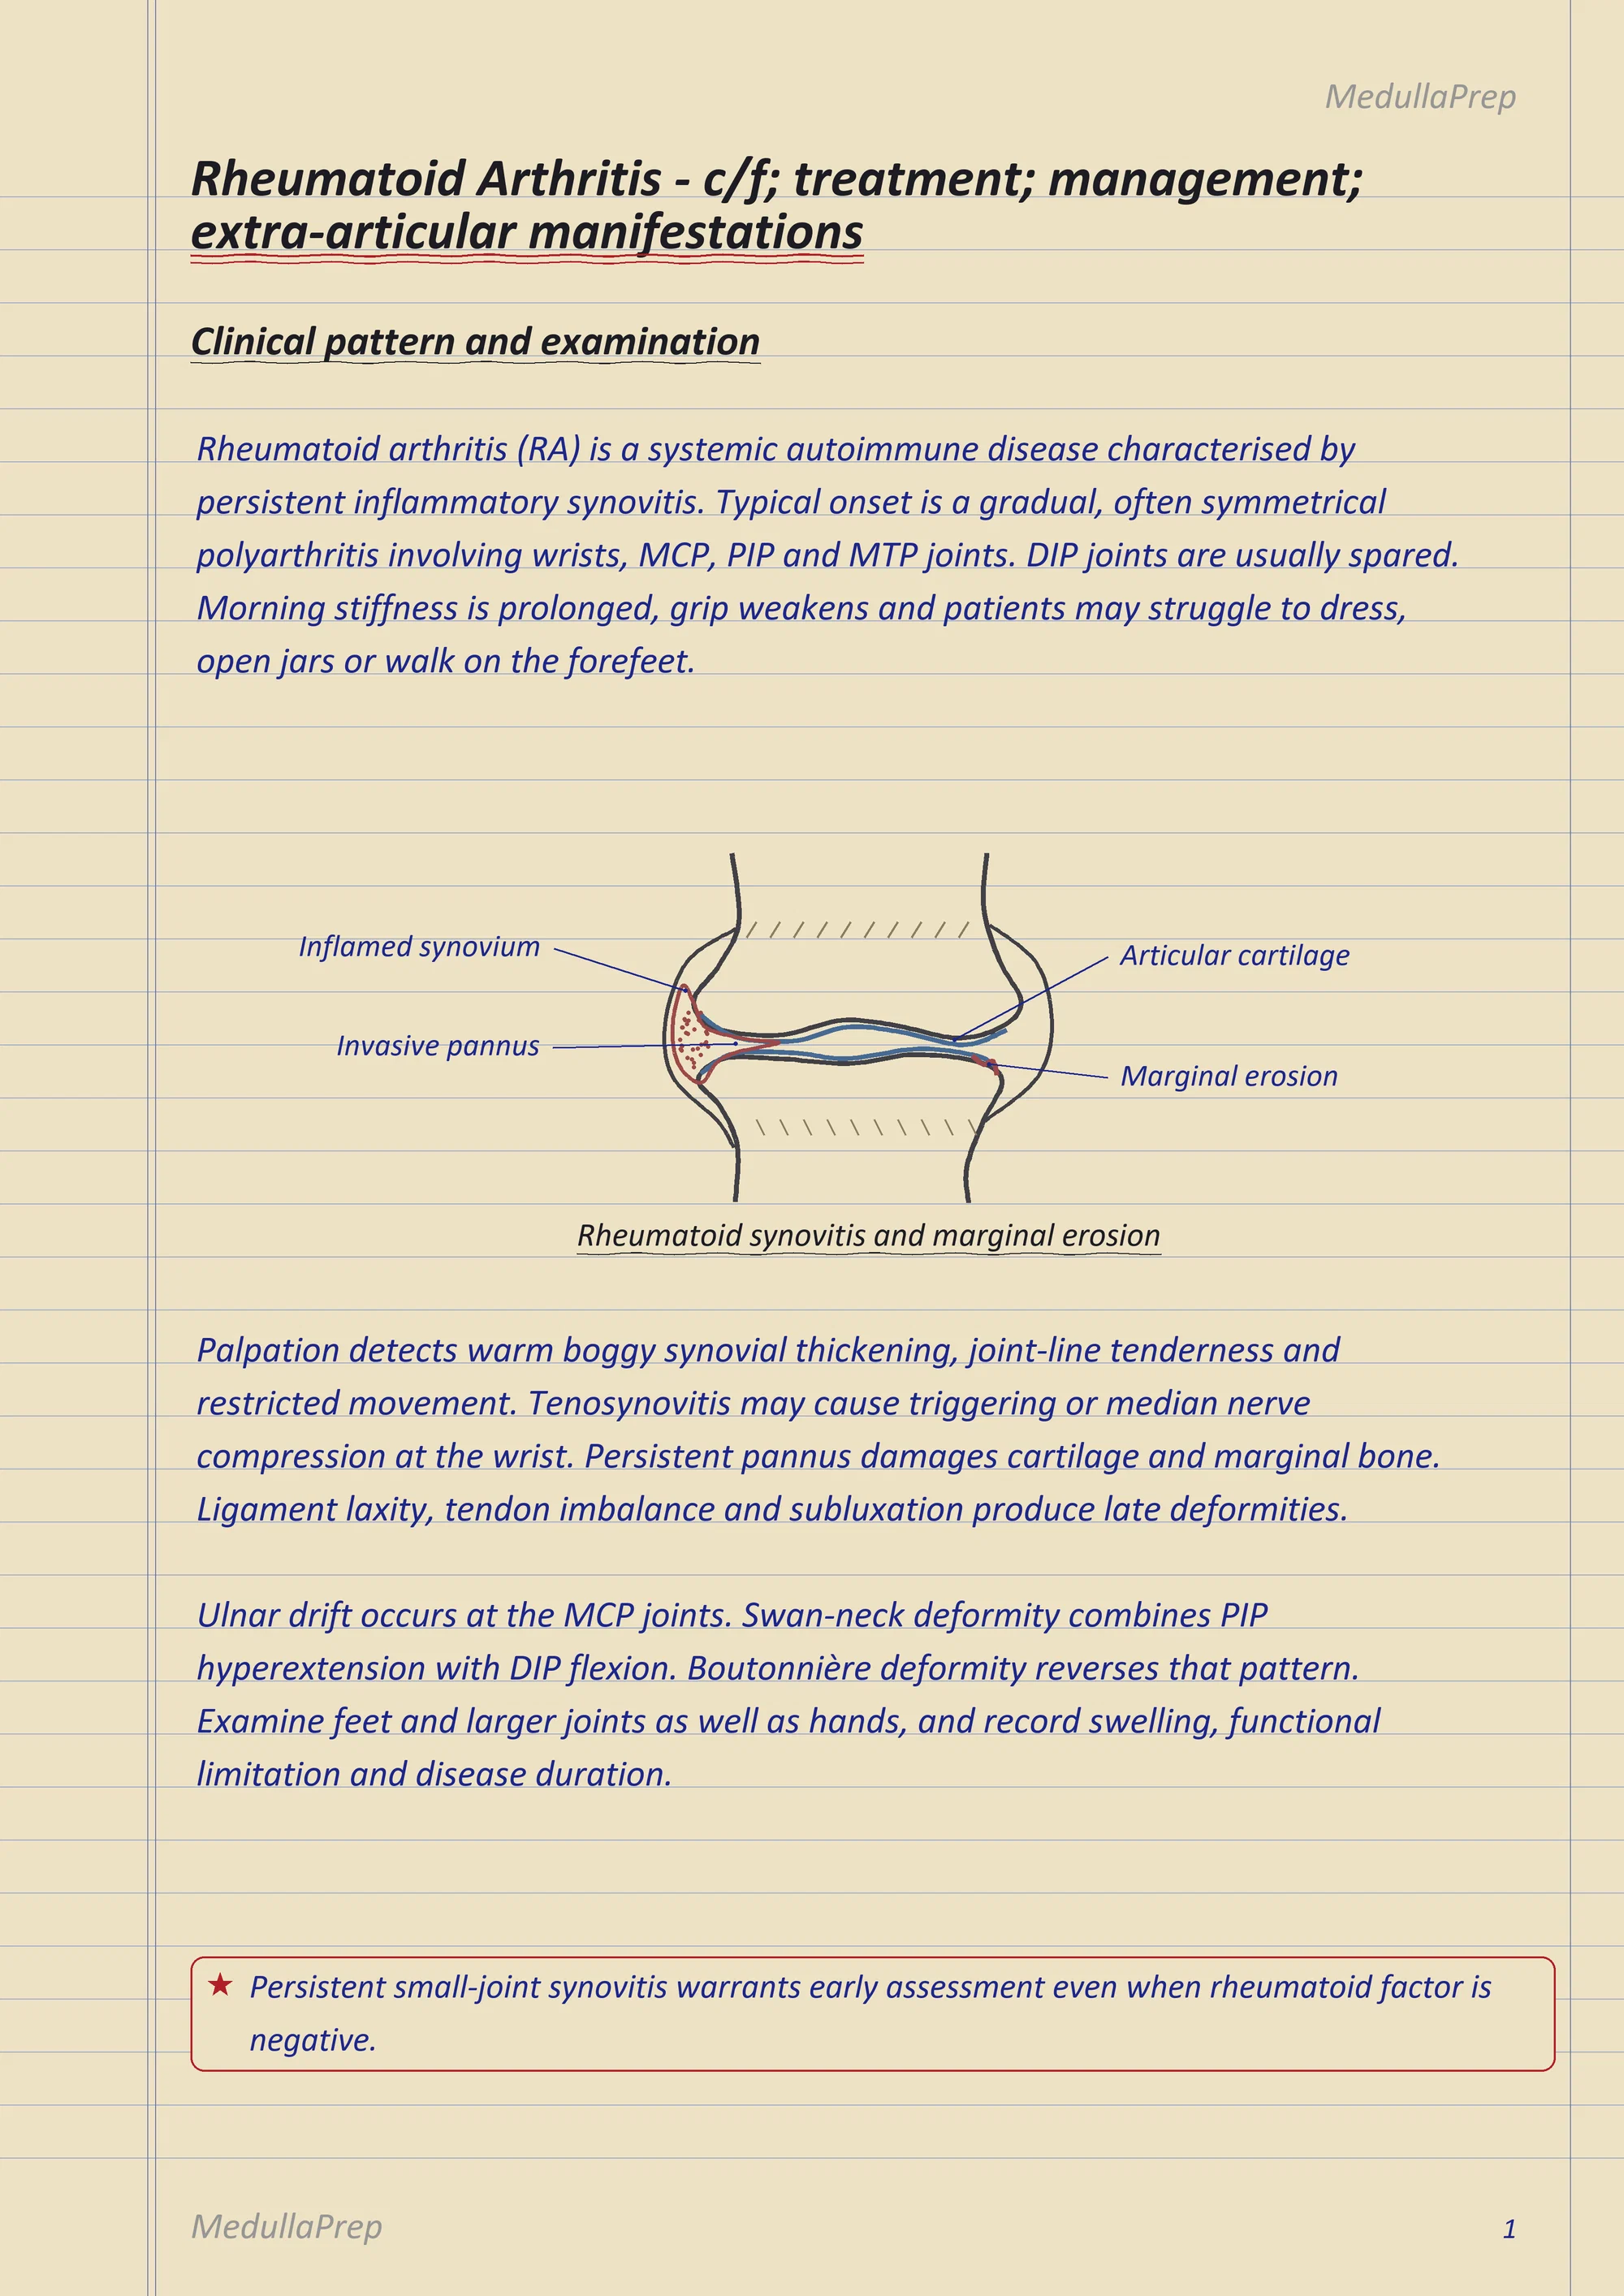 MedullaPrep
Rheumatoid Arthritis - c/f; treatment; management;
extra-articular manifestations
Clinical pattern and examination
Rheumatoid arthritis (RA) is a systemic autoimmune disease characterised by
persistent inflammatory synovitis. Typical onset is a gradual, often symmetrical
polyarthritis involving wrists, MCP, PIP and MTP joints. DIP joints are usually spared.
Morning stiffness is prolonged, grip weakens and patients may struggle to dress,
open jars or walk on the forefeet.
Inflamed synovium
Articular cartilage
Invasive pannus
Marginal erosion
Rheumatoid synovitis and marginal erosion
Palpation detects warm boggy synovial thickening, joint-line tenderness and
restricted movement. Tenosynovitis may cause triggering or median nerve
compression at the wrist. Persistent pannus damages cartilage and marginal bone.
Ligament laxity, tendon imbalance and subluxation produce late deformities.
Ulnar drift occurs at the MCP joints. Swan-neck deformity combines PIP
hyperextension with DIP flexion. Boutonnière deformity reverses that pattern.
Examine feet and larger joints as well as hands, and record swelling, functional
limitation and disease duration.
★ Persistent small-joint synovitis warrants early assessment even when rheumatoid factor is
negative.
MedullaPrep
1